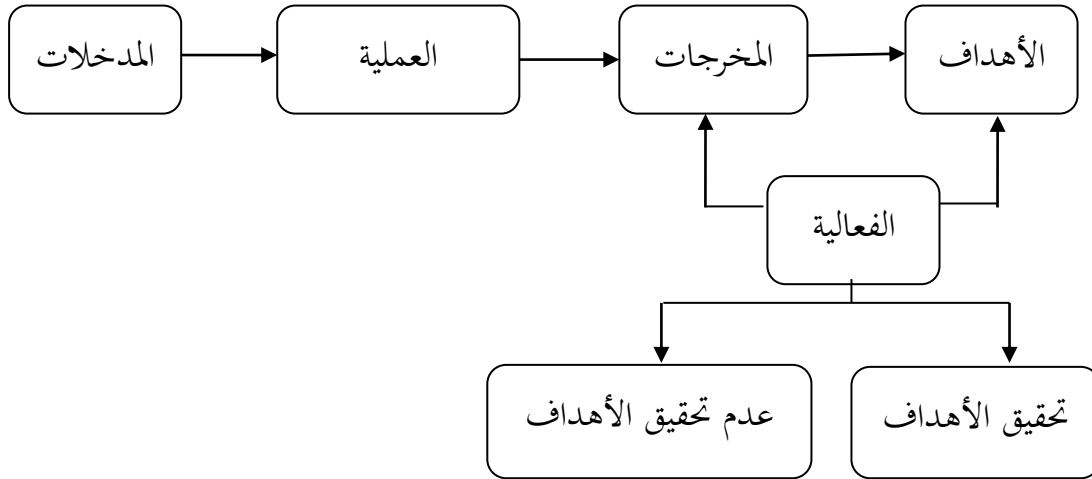 المدخلات
العملية
المخرجات
الأهداف
الفعالية
تحقيق الأهداف
عدم تحقيق الأهداف